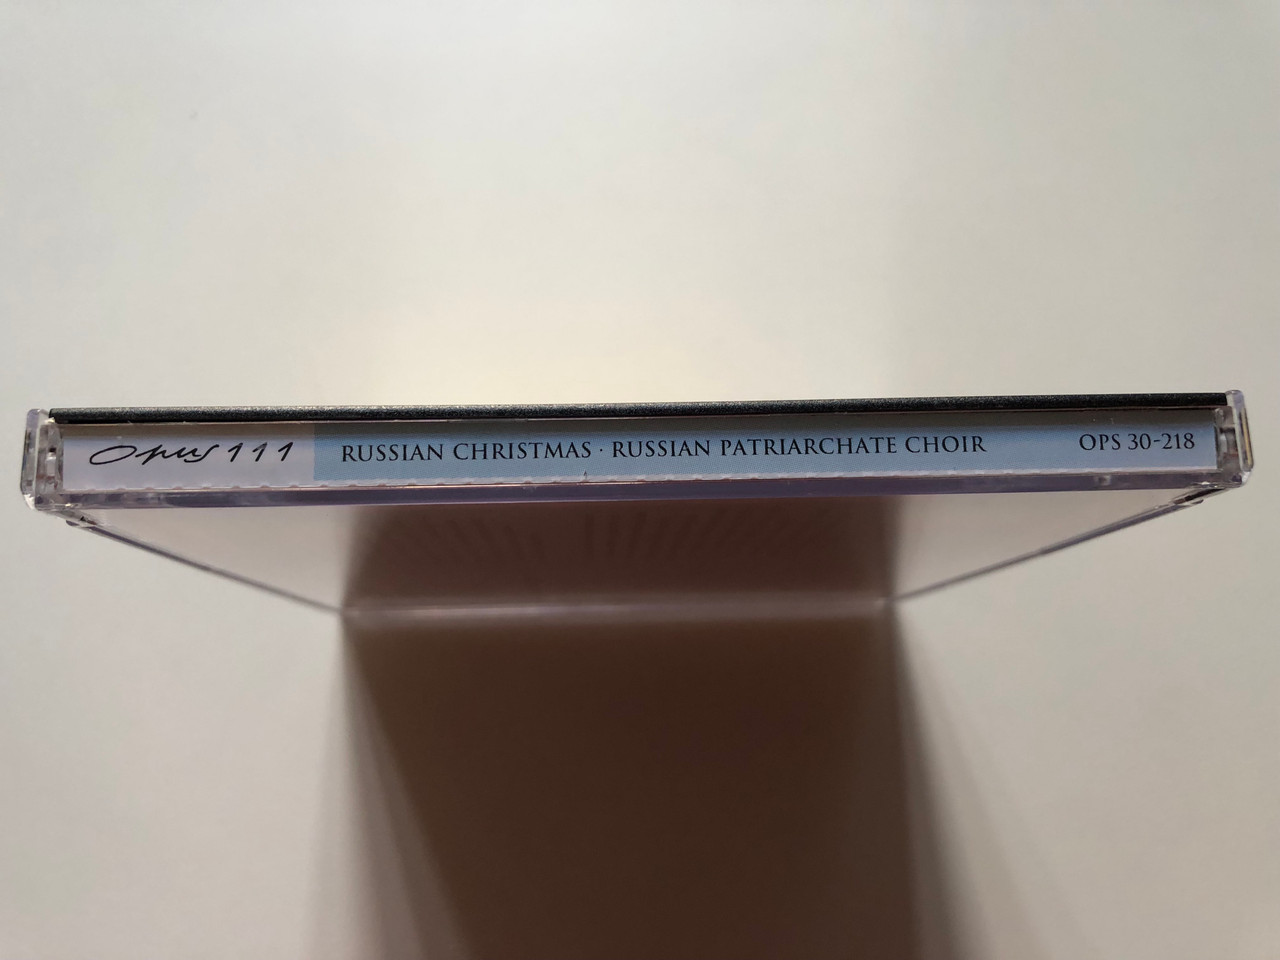 Opus 111 RUSSIAN CHRISTMAS · RUSSIAN PATRIARCHATE CHOIR OPS 30-218